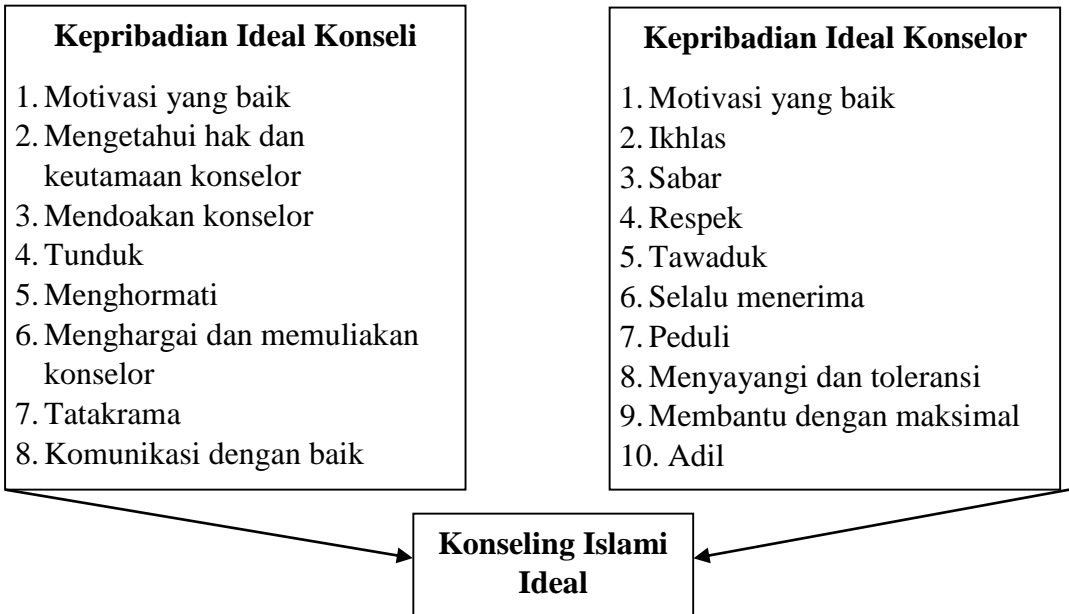 Kepribadian Ideal Konseli
1. Motivasi yang baik
2. Mengetahui hak dan
keutamaan konselor
3. Mendoakan konselor
4. Tunduk
5. Menghormati
6. Menghargai dan memuliakan
konselor
7. Tatakrama
8. Komunikasi dengan baik
Kepribadian Ideal Konselor
1. Motivasi yang baik
2. Ikhlas
3. Sabar
4. Respek
5. Tawaduk
6. Selalu menerima
7. Peduli
8. Menyayangi dan toleransi
9. Membantu dengan maksimal
10. Adil
Konseling Islami
Ideal